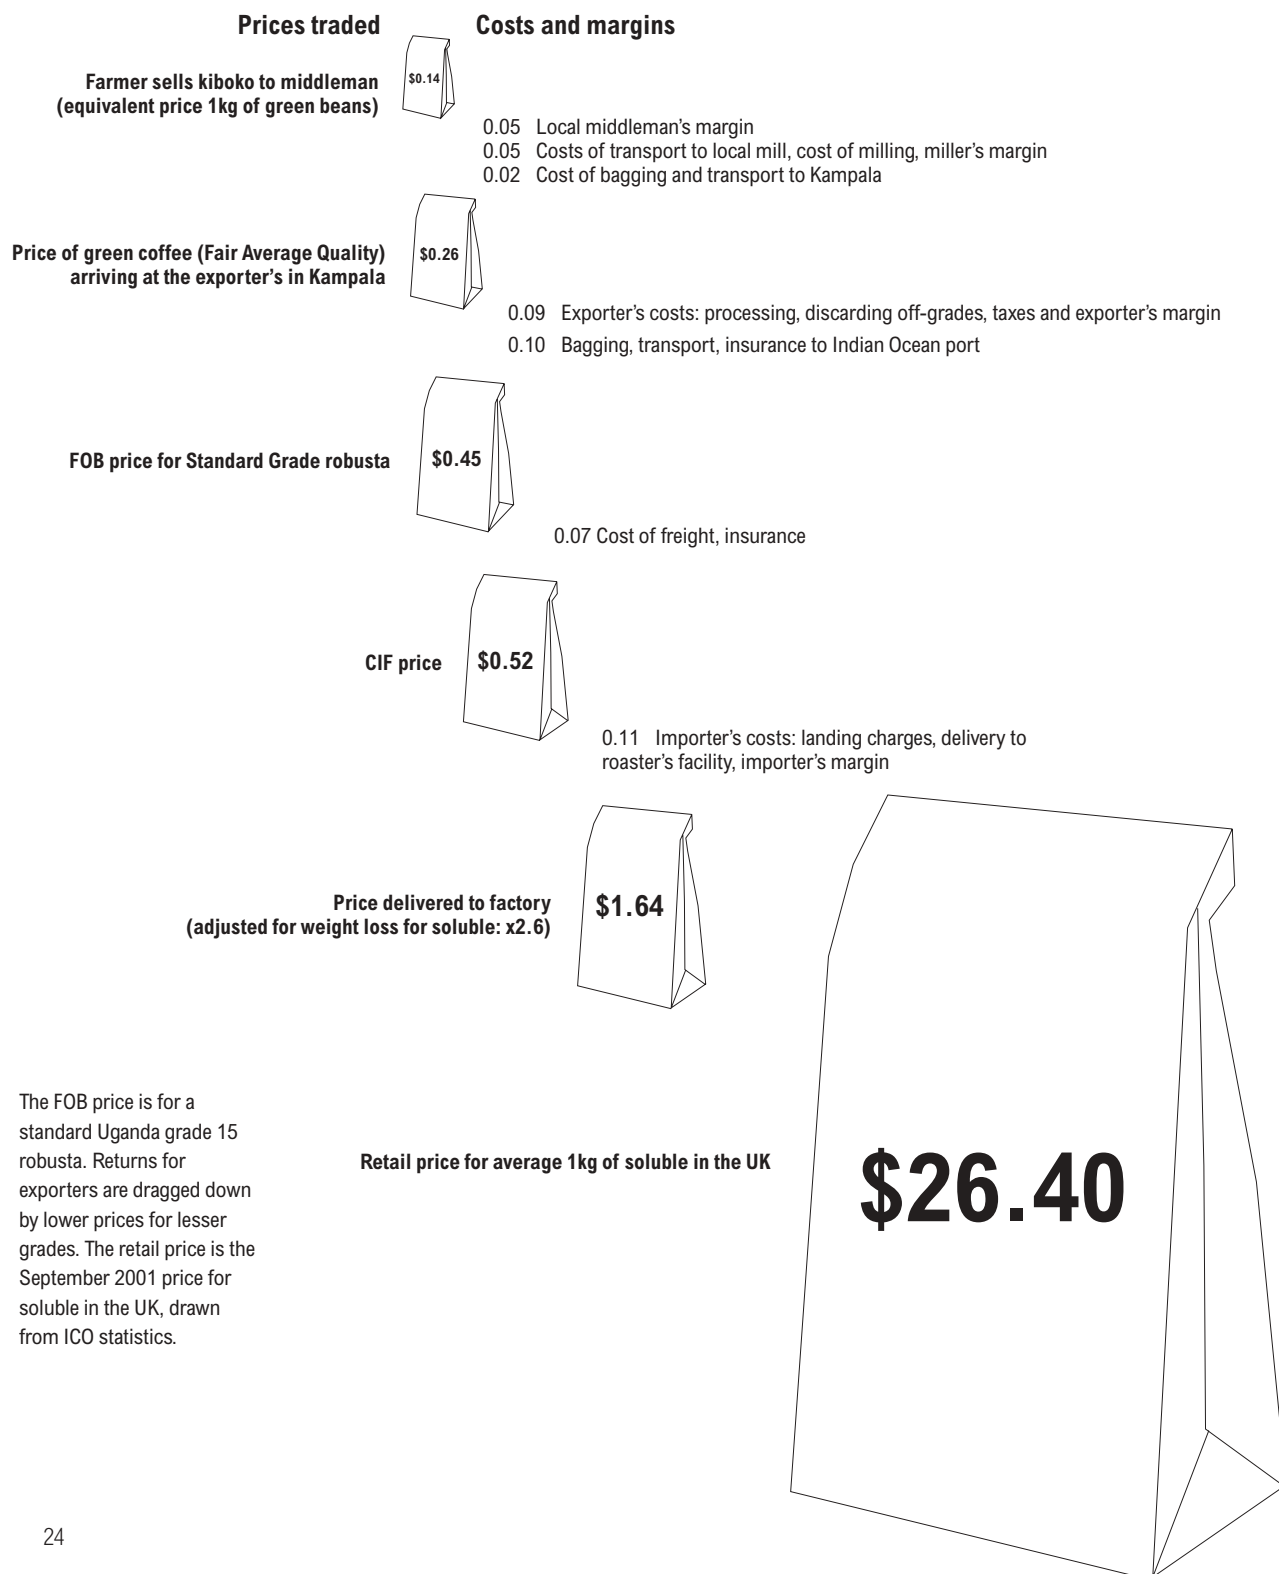 Prices traded Costs and margins
$0.14
Farmer sells kiboko to middleman
(equivalent price 1kg of green beans)
0.05 Local middleman’s margin
0.05 Costs of transport to local mill, cost of milling, miller’s margin
0.02 Cost of bagging and transport to Kampala
Price of green coffee (Fair Average Quality)
arriving at the exporter’s in Kampala
$0.26
0.09 Exporter’s costs: processing, discarding off-grades, taxes and exporter’s margin
0.10 Bagging, transport, insurance to Indian Ocean port
FOB price for Standard Grade robusta
$0.45
0.07 Cost of freight, insurance
CIF price
$0.52
0.11 Importer’s costs: landing charges, delivery to
roaster’s facility, importer’s margin
Price delivered to factory
(adjusted for weight loss for soluble: x2.6)
$1.64
Retail price for average 1kg of soluble in the UK
$26.40
The FOB price is for a
standard Uganda grade 15
robusta. Returns for
exporters are dragged down
by lower prices for lesser
grades. The retail price is the
September 2001 price for
soluble in the UK, drawn
from ICO statistics.
24